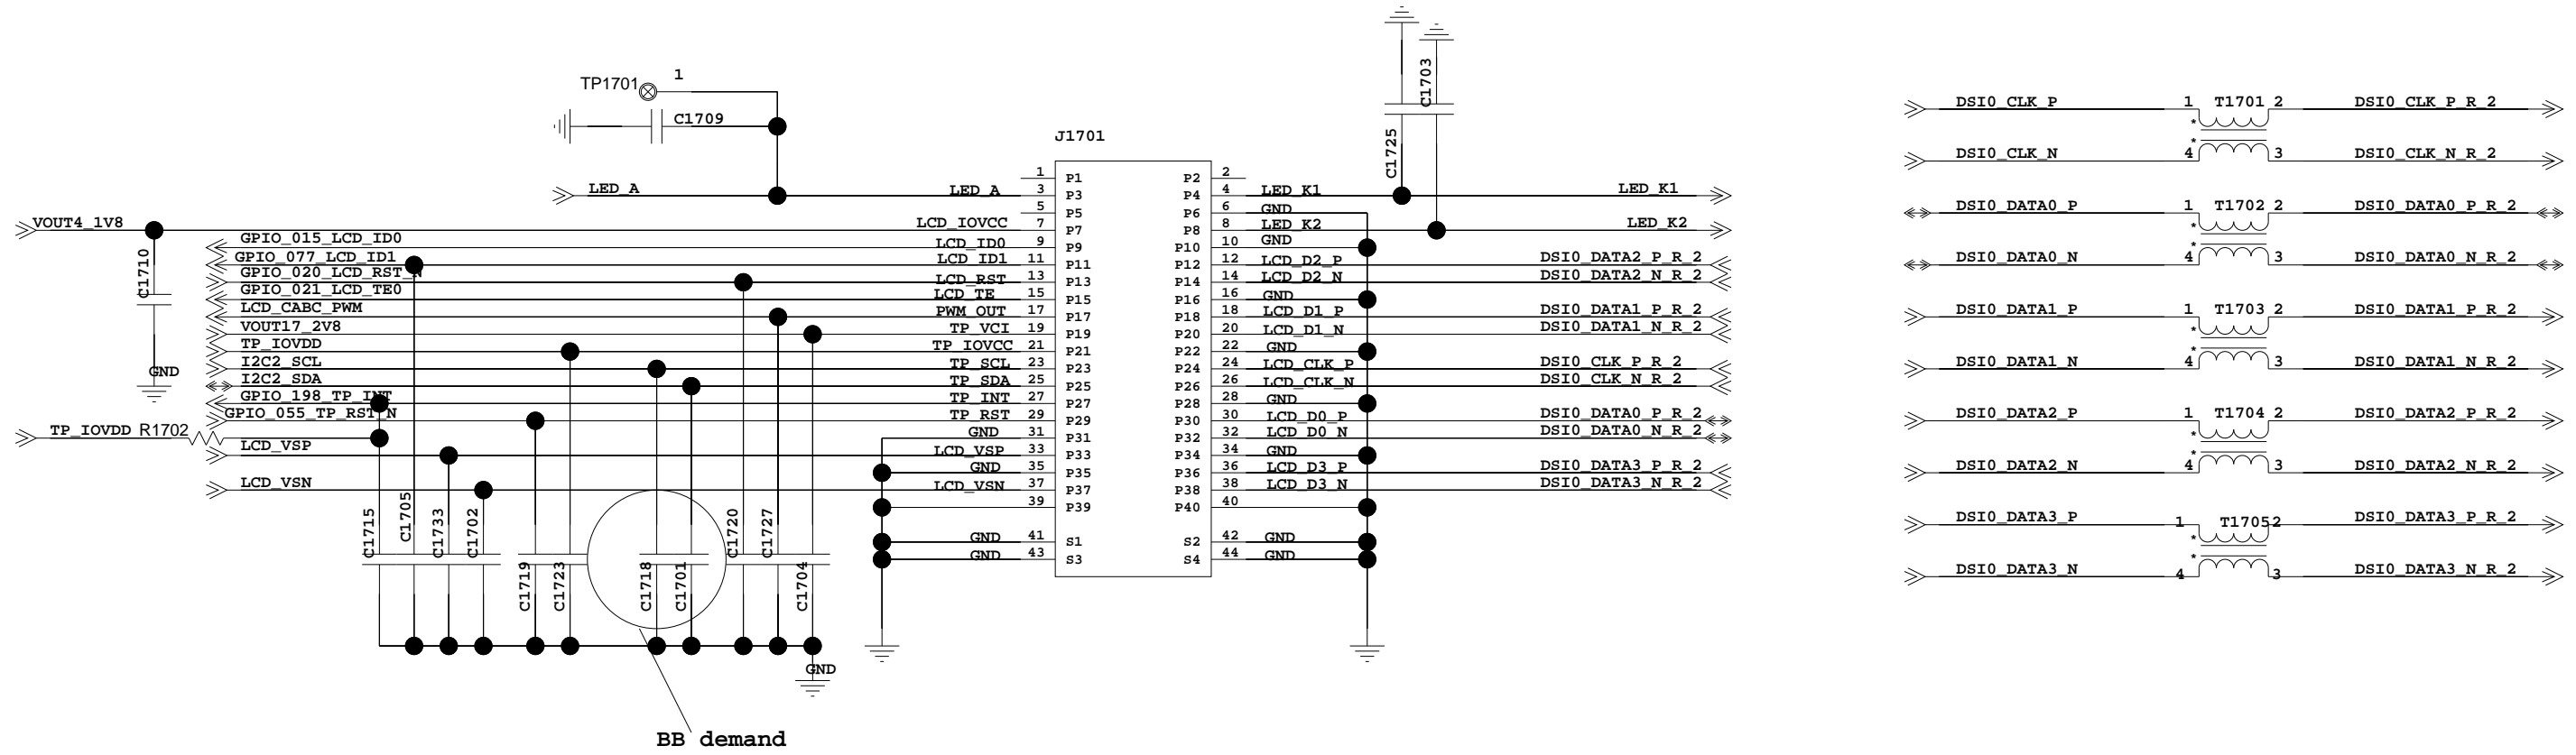 TP1701 1
C1709
LED_A
VOUT4_1V8
C1710
GND
GPIO_015_LCD_ID0
GPIO_077_LCD_ID1
GPIO_020_LCD_RST_N
GPIO_021_LCD_TE0
LCD_CABC_PWM
VOUT17_2V8
TP_IOVDD
I2C2_SCL
I2C2_SDA
GPIO_198_TP_INT
GPIO_055_TP_RST_N
TP_IOVDD R1702
LCD_VSP
LCD_VSN
C1715
C1705
C1733
C1702
C1719
C1723
C1718
C1701
C1720
C1727
C1704
GND
BB demand
J1701
1 P1 P2 2
LED_A 3 P3 P4 4 LED_K1 LED_K1
5 P5 P6 6 GND
LCD_IOVCC 7 P7 P8 8 LED_K2 LED_K2
LCD_ID0 9 P9 P10 10 GND
LCD_ID1 11 P11 P12 12 LCD_D2_P DSI0_DATA2_P_R_2
LCD_RST 13 P13 P14 14 LCD_D2_N DSI0_DATA2_N_R_2
LCD_TE 15 P15 P16 16 GND
PWM_OUT 17 P17 P18 18 LCD_D1_P DSI0_DATA1_P_R_2
TP_VCI 19 P19 P20 20 LCD_D1_N DSI0_DATA1_N_R_2
TP_IOVCC 21 P21 P22 22 GND
TP_SCL 23 P23 P24 24 LCD_CLK_P DSI0_CLK_P_R_2
TP_SDA 25 P25 P26 26 LCD_CLK_N DSI0_CLK_N_R_2
TP_INT 27 P27 P28 28 GND
TP_RST 29 P29 P30 30 LCD_D0_P DSI0_DATA0_P_R_2
GND 31 P31 P32 32 LCD_D0_N DSI0_DATA0_N_R_2
LCD_VSP 33 P33 P34 34 GND
GND 35 P35 P36 36 LCD_D3_P DSI0_DATA3_P_R_2
LCD_VSN 37 P37 P38 38 LCD_D3_N DSI0_DATA3_N_R_2
39 P39 P40 40
GND 41 S1 S2 42 GND
GND 43 S3 S4 44 GND
C1725
C1703
DSI0_CLK_P 1 T1701 2 DSI0_CLK_P_R_2
DSI0_CLK_N 4 3 DSI0_CLK_N_R_2
DSI0_DATA0_P 1 T1702 2 DSI0_DATA0_P_R_2
DSI0_DATA0_N 4 3 DSI0_DATA0_N_R_2
DSI0_DATA1_P 1 T1703 2 DSI0_DATA1_P_R_2
DSI0_DATA1_N 4 3 DSI0_DATA1_N_R_2
DSI0_DATA2_P 1 T1704 2 DSI0_DATA2_P_R_2
DSI0_DATA2_N 4 3 DSI0_DATA2_N_R_2
DSI0_DATA3_P 1 T1705 2 DSI0_DATA3_P_R_2
DSI0_DATA3_N 4 3 DSI0_DATA3_N_R_2